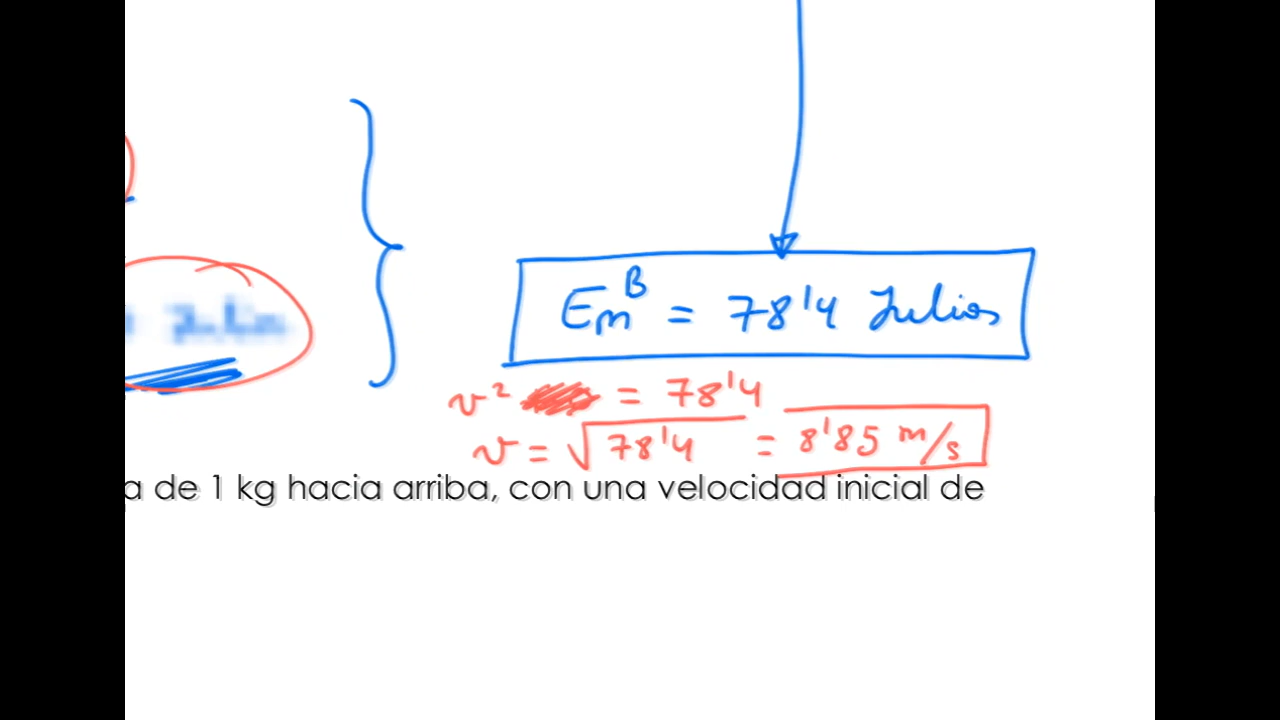 Em^B = 78'4 Julios
v² = 78'4
v = √78'4 = 8'85 m/s
a de 1 kg hacia arriba, con una velocidad inicial de